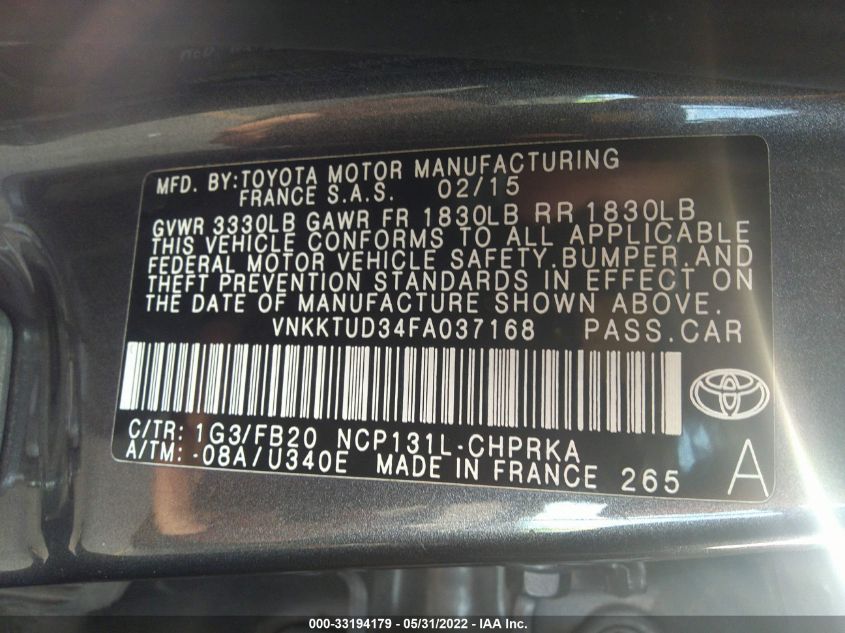 MFD. BY:TOYOTA MOTOR MANUFACTURING
FRANCE S.A.S. 02/15
GVWR 3330LB GAWR FR 1830LB RR 1830LB
THIS VEHICLE CONFORMS TO ALL APPLICABLE
FEDERAL MOTOR VEHICLE SAFETY,BUMPER,AND
THEFT PREVENTION STANDARDS IN EFFECT ON
THE DATE OF MANUFACTURE SHOWN ABOVE.
VNKKTUD34FA037168 PASS.CAR
C/TR: 1G3/FB20 NCP131L-CHPRKA
A/TM: -08A/U340E MADE IN FRANCE 265
A
000-33194179 - 05/31/2022 - IAA Inc.